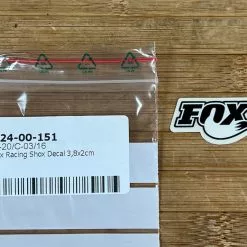 24-00-151
-20/C-03/16
x Racing Shox Decal 3,8x2cm
FOX